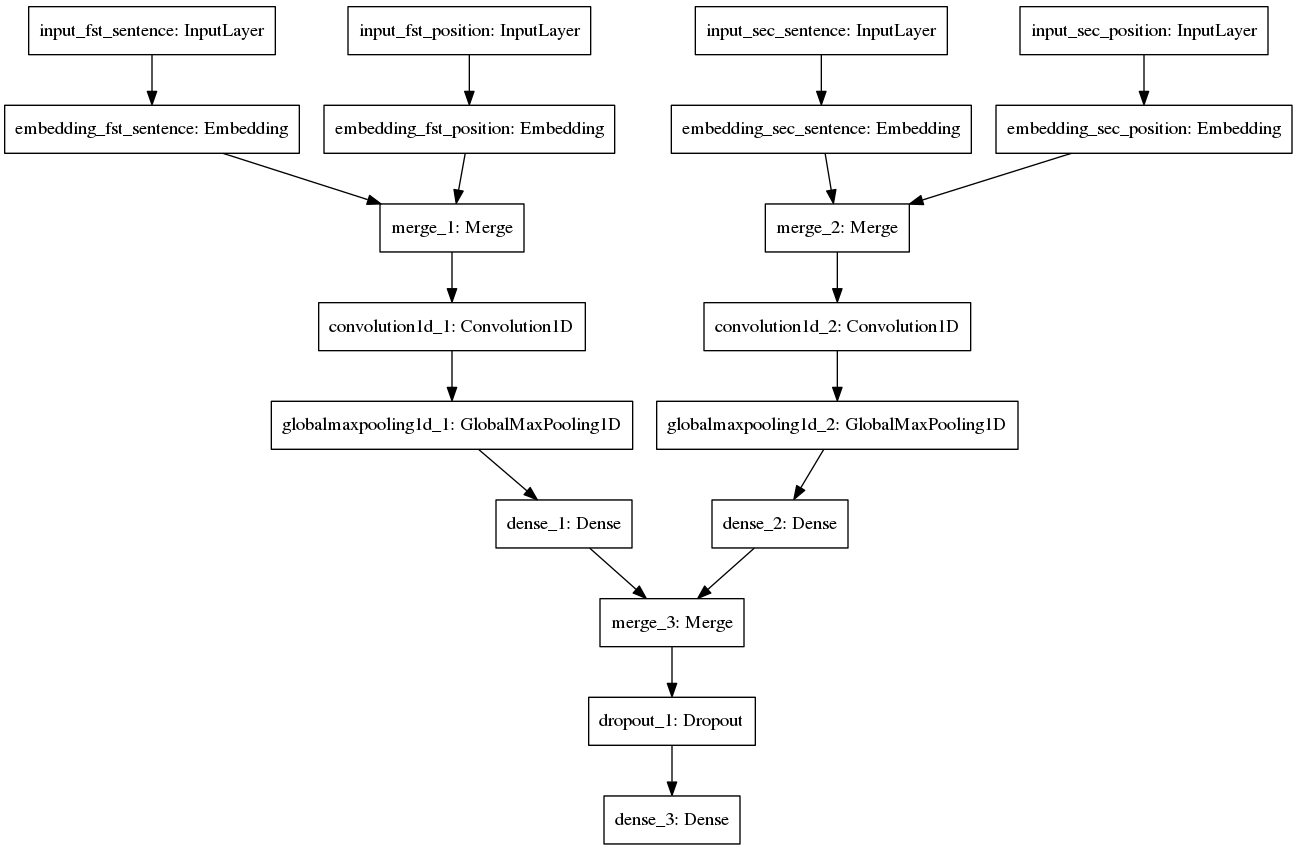 input_fst_sentence: InputLayer
input_fst_position: InputLayer
input_sec_sentence: InputLayer
input_sec_position: InputLayer
embedding_fst_sentence: Embedding
embedding_fst_position: Embedding
embedding_sec_sentence: Embedding
embedding_sec_position: Embedding
merge_1: Merge
merge_2: Merge
convolution1d_1: Convolution1D
convolution1d_2: Convolution1D
globalmaxpooling1d_1: GlobalMaxPooling1D
globalmaxpooling1d_2: GlobalMaxPooling1D
dense_1: Dense
dense_2: Dense
merge_3: Merge
dropout_1: Dropout
dense_3: Dense